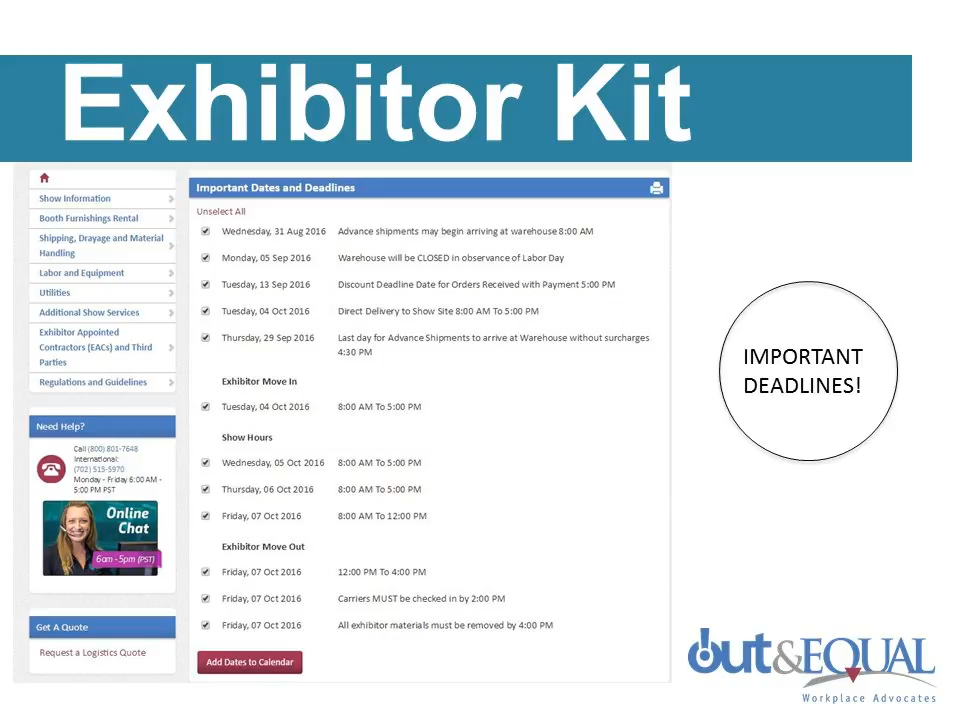 Exhibitor Kit
Show Information
Booth Furnishings Rental
Shipping, Drayage and Material
Handling
Labor and Equipment
Utilities
Additional Show Services
Exhibitor Appointed
Contractors (EACs) and Third
Parties
Regulations and Guidelines
Need Help?
Call (800) 801-7648
International:
(702) 515-5970
Monday - Friday 6:00 AM -
5:00 PM PST
Online
Chat
6am - 5pm (PST)
Get A Quote
Request a Logistics Quote
Important Dates and Deadlines
Unselect All
Wednesday, 31 Aug 2016 Advance shipments may begin arriving at warehouse 8:00 AM
Monday, 05 Sep 2016 Warehouse will be CLOSED in observance of Labor Day
Tuesday, 13 Sep 2016 Discount Deadline Date for Orders Received with Payment 5:00 PM
Tuesday, 04 Oct 2016 Direct Delivery to Show Site 8:00 AM To 5:00 PM
Thursday, 29 Sep 2016 Last day for Advance Shipments to arrive at Warehouse without surcharges
4:30 PM
Exhibitor Move In
Tuesday, 04 Oct 2016 8:00 AM To 5:00 PM
Show Hours
Wednesday, 05 Oct 2016 8:00 AM To 5:00 PM
Thursday, 06 Oct 2016 8:00 AM To 5:00 PM
Friday, 07 Oct 2016 8:00 AM To 12:00 PM
Exhibitor Move Out
Friday, 07 Oct 2016 12:00 PM To 4:00 PM
Friday, 07 Oct 2016 Carriers MUST be checked in by 2:00 PM
Friday, 07 Oct 2016 All exhibitor materials must be removed by 4:00 PM
Add Dates to Calendar
IMPORTANT
DEADLINES!
Out&EQUAL
Workplace Advocates